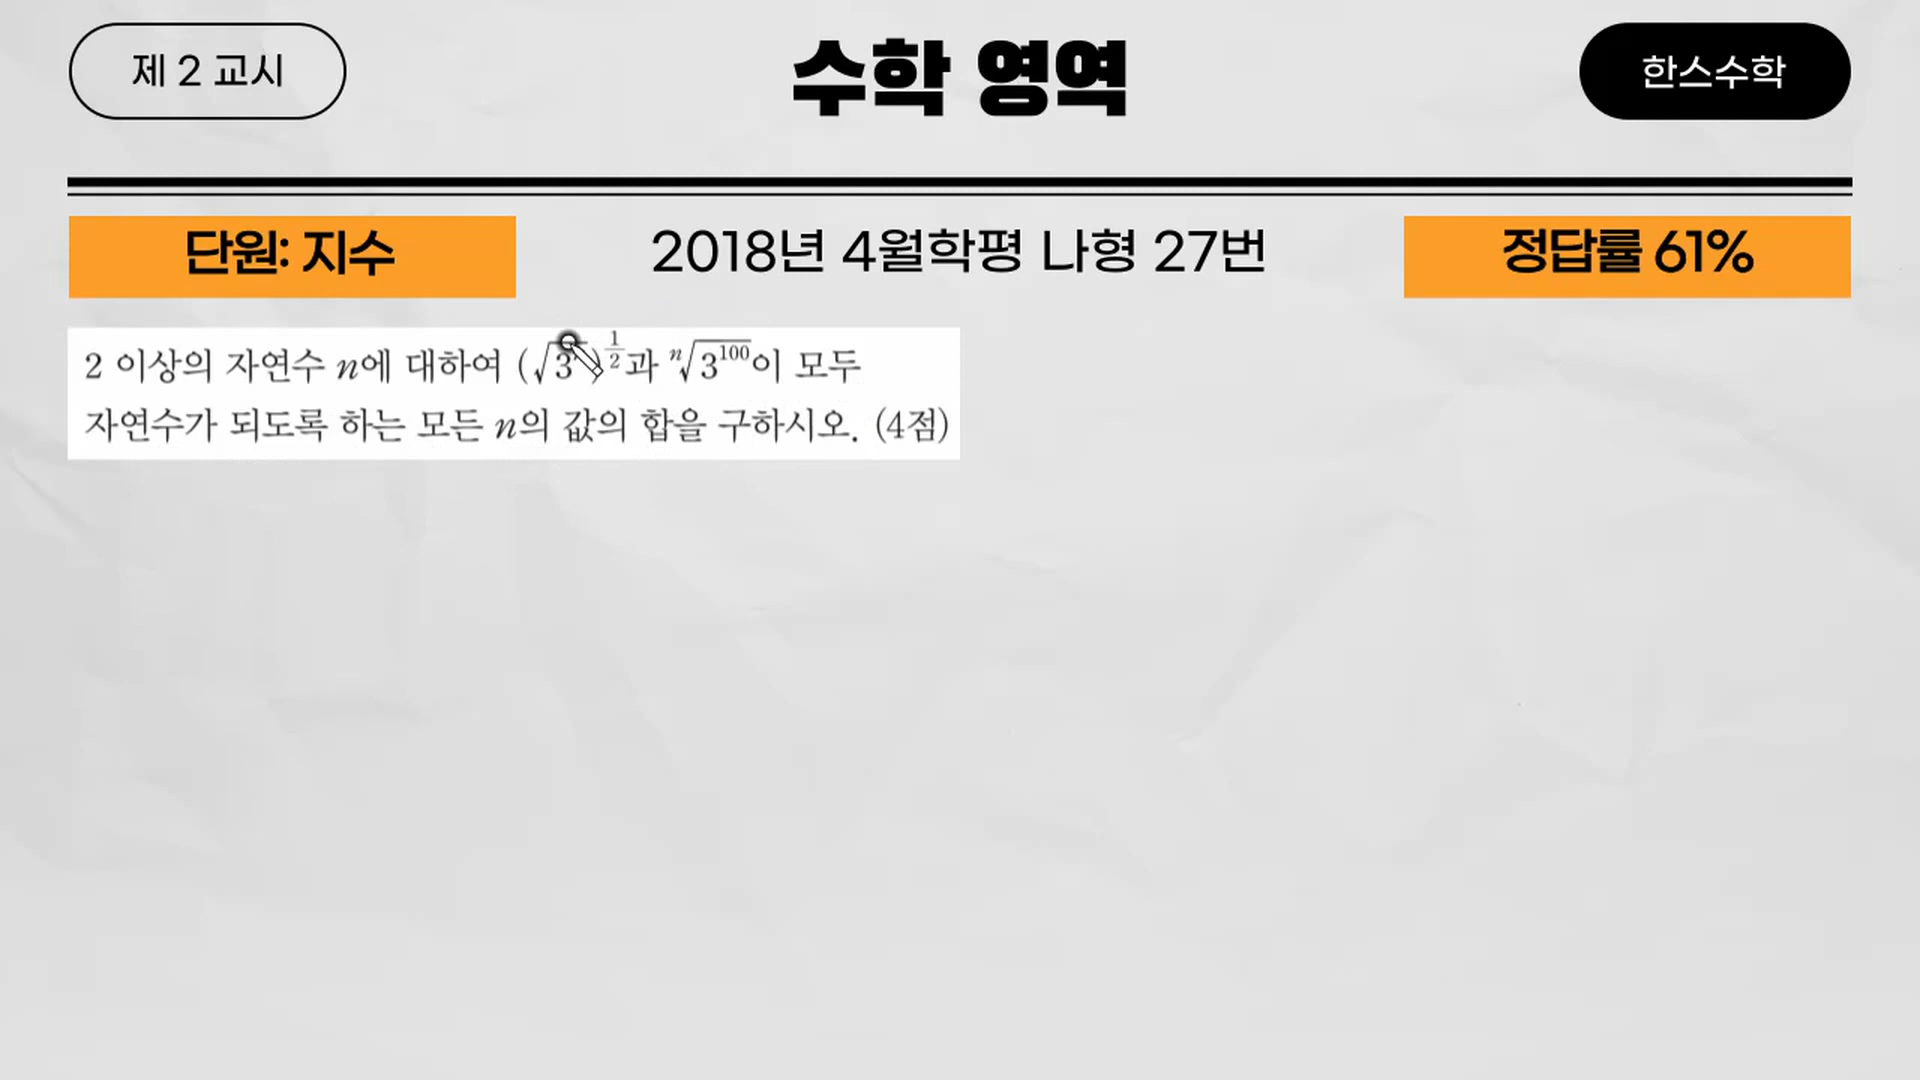 제 2 교시
수학 영역
한스수학
단원: 지수
2018년 4월학평 나형 27번
정답률 61%
2 이상의 자연수 n에 대하여 (√3 )^{1/2}과 ⁿ√3¹⁰⁰이 모두
자연수가 되도록 하는 모든 n의 값의 합을 구하시오. (4점)